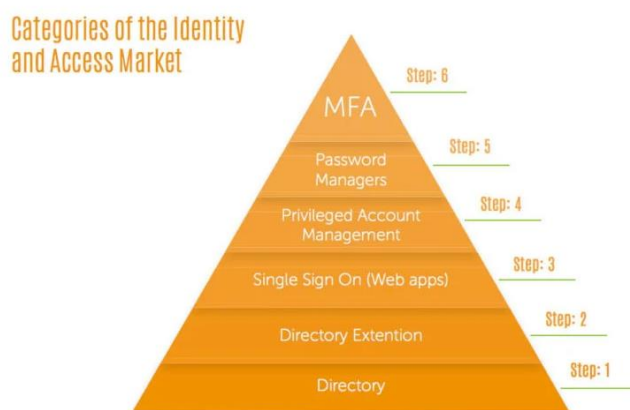 Categories of the Identity
and Access Market
Step: 6
MFA
Step: 5
Password
Managers
Step: 4
Privileged Account
Management
Step: 3
Single Sign On (Web apps)
Step: 2
Directory Extention
Step: 1
Directory